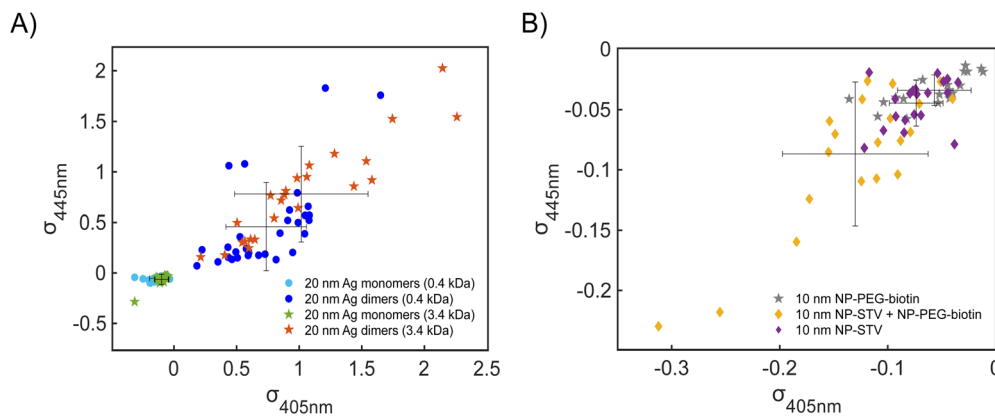 A)
σ445nm
2
1.5
1
0.5
0
-0.5
0 0.5 1 1.5 2 2.5
σ405nm
20 nm Ag monomers (0.4 kDa)
20 nm Ag dimers (0.4 kDa)
20 nm Ag monomers (3.4 kDa)
20 nm Ag dimers (3.4 kDa)
B)
σ445nm
0
-0.05
-0.1
-0.15
-0.2
-0.3 -0.2 -0.1 0
σ405nm
10 nm NP-PEG-biotin
10 nm NP-STV + NP-PEG-biotin
10 nm NP-STV